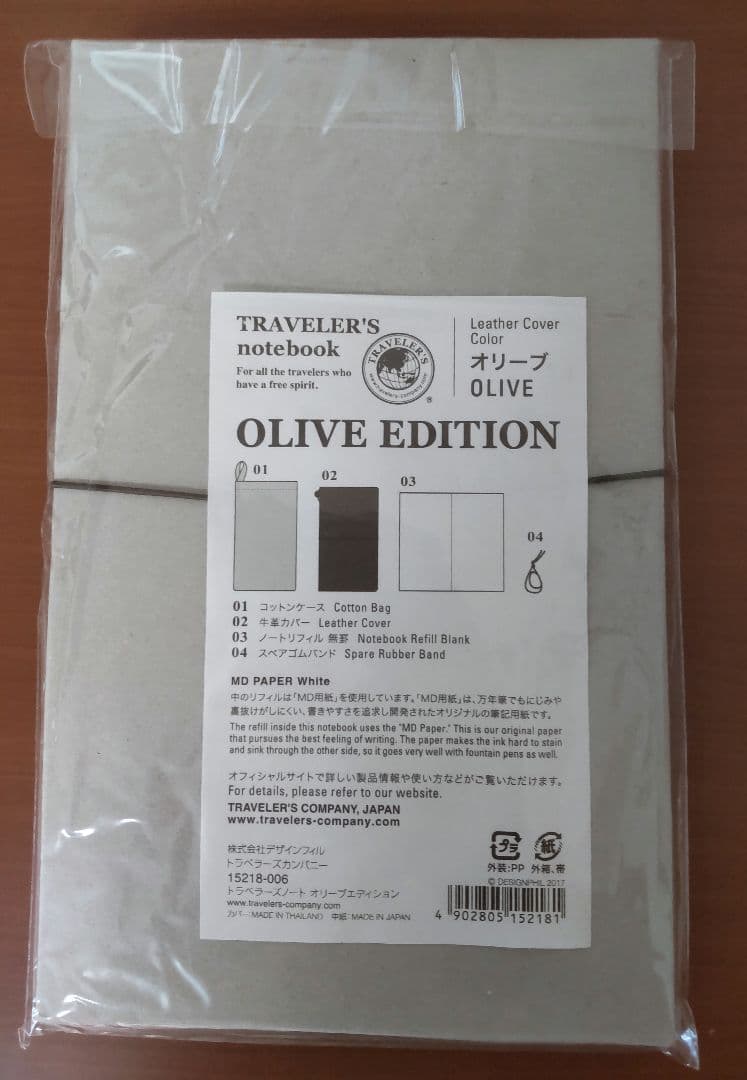 TRAVELER'S
notebook
For all the travelers who
have a free spirit.
TRAVELER'S
www.travelers-company.com
®
Leather Cover
Color
オリーブ
OLIVE
OLIVE EDITION
01
02
03
04
01 コットンケース Cotton Bag
02 牛革カバー Leather Cover
03 ノートリフィル 無罫 Notebook Refill Blank
04 スペアゴムバンド Spare Rubber Band
MD PAPER White
中のリフィルは「MD用紙」を使用しています。「MD用紙」は、万年筆でもにじみや
裏抜けがしにくい、書きやすさを追求し開発されたオリジナルの筆記用紙です。
The refill inside this notebook uses the "MD Paper." This is our original paper
that pursues the best feeling of writing. The paper makes the ink hard to stain
and sink through the other side, so it goes very well with fountain pens as well.
オフィシャルサイトで詳しい製品情報や使い方などがご覧いただけます。
For details, please refer to our website.
TRAVELER'S COMPANY, JAPAN
www.travelers-company.com
株式会社デザインフィル
トラベラーズカンパニー
15218-006
トラベラーズノート オリーブエディション
www.travelers-company.com
カバー:MADE IN THAILAND 中紙:MADE IN JAPAN
プラ
紙
外装:PP 外箱、帯
© DESIGNPHIL 2017
4 902805 152181